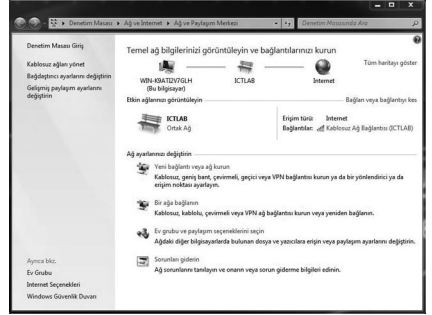 Denetim Masası ▸ Ağ ve Internet ▸ Ağ ve Paylaşım Merkezi
Denetim Masasında Ara
Denetim Masası Giriş
Kablosuz ağları yönet
Bağdaştırıcı ayarlarını değiştirin
Gelişmiş paylaşım ayarlarını
değiştirin
Temel ağ bilgilerinizi görüntüleyin ve bağlantılarınızı kurun
Tüm haritayı göster
WIN-K9ATI2V7GLH
(Bu bilgisayar)
ICTLAB
Internet
Etkin ağlarınızı görüntüleyin
Bağlan veya bağlantıyı kes
ICTLAB
Ortak Ağ
Erişim türü: Internet
Bağlantılar: Kablosuz Ağ Bağlantısı (ICTLAB)
Ağ ayarlarınızı değiştirin
Yeni bağlantı veya ağ kurun
Kablosuz, geniş bant, çevirmeli, geçici veya VPN bağlantısı kurun ya da bir yönlendirici ya da
erişim noktası ayarlayın.
Bir ağa bağlanın
Kablosuz, kablolu, çevirmeli veya VPN ağ bağlantısı kurun veya yeniden bağlanın.
Ev grubu ve paylaşım seçeneklerini seçin
Ağdaki diğer bilgisayarlarda bulunan dosya ve yazıcılara erişin veya paylaşım ayarlarını değiştirin.
Sorunları giderin
Ağ sorunlarını tanılayın ve onarın veya sorun giderme bilgileri edinin.
Ayrıca bkz.
Ev Grubu
Internet Seçenekleri
Windows Güvenlik Duvarı